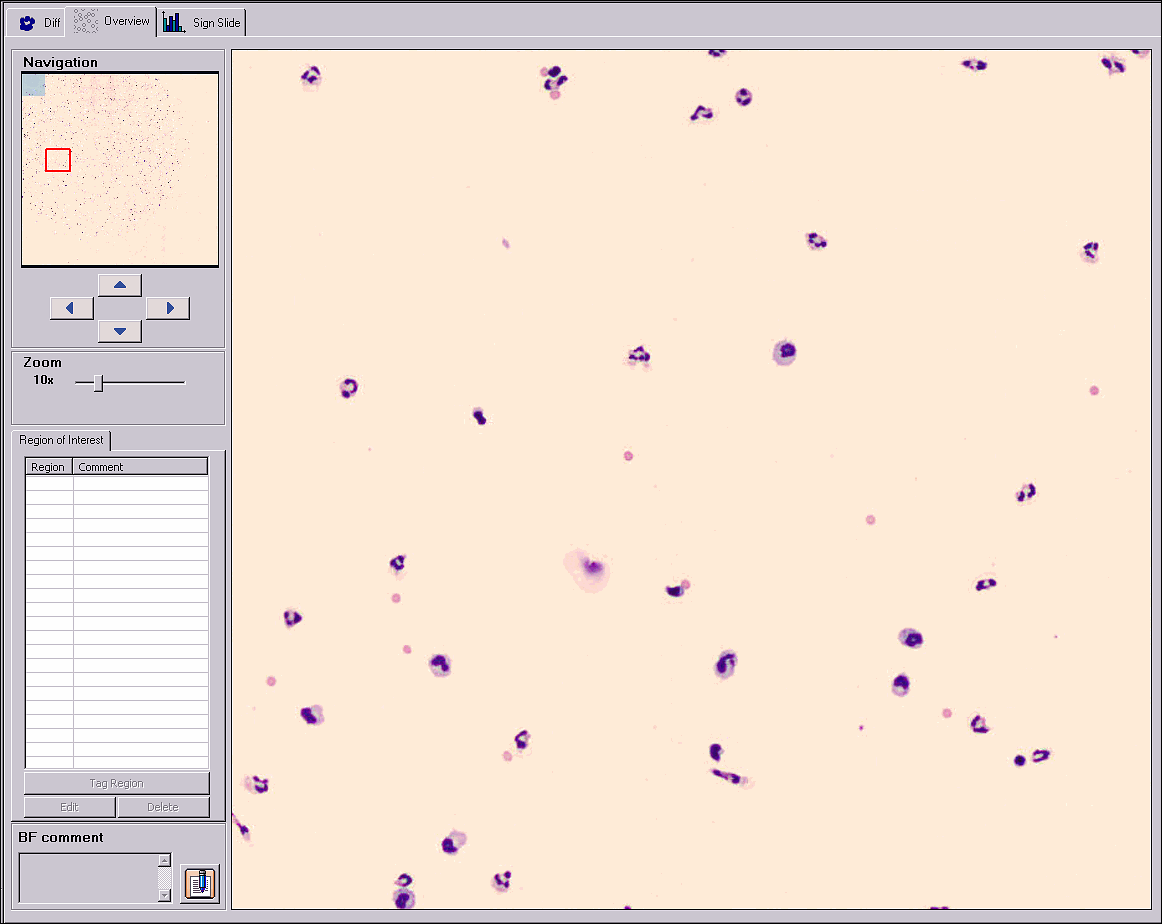 Diff Overview Sign Slide
Navigation
Zoom
10x
Region of Interest
Region Comment
Tag Region
Edit Delete
BF comment